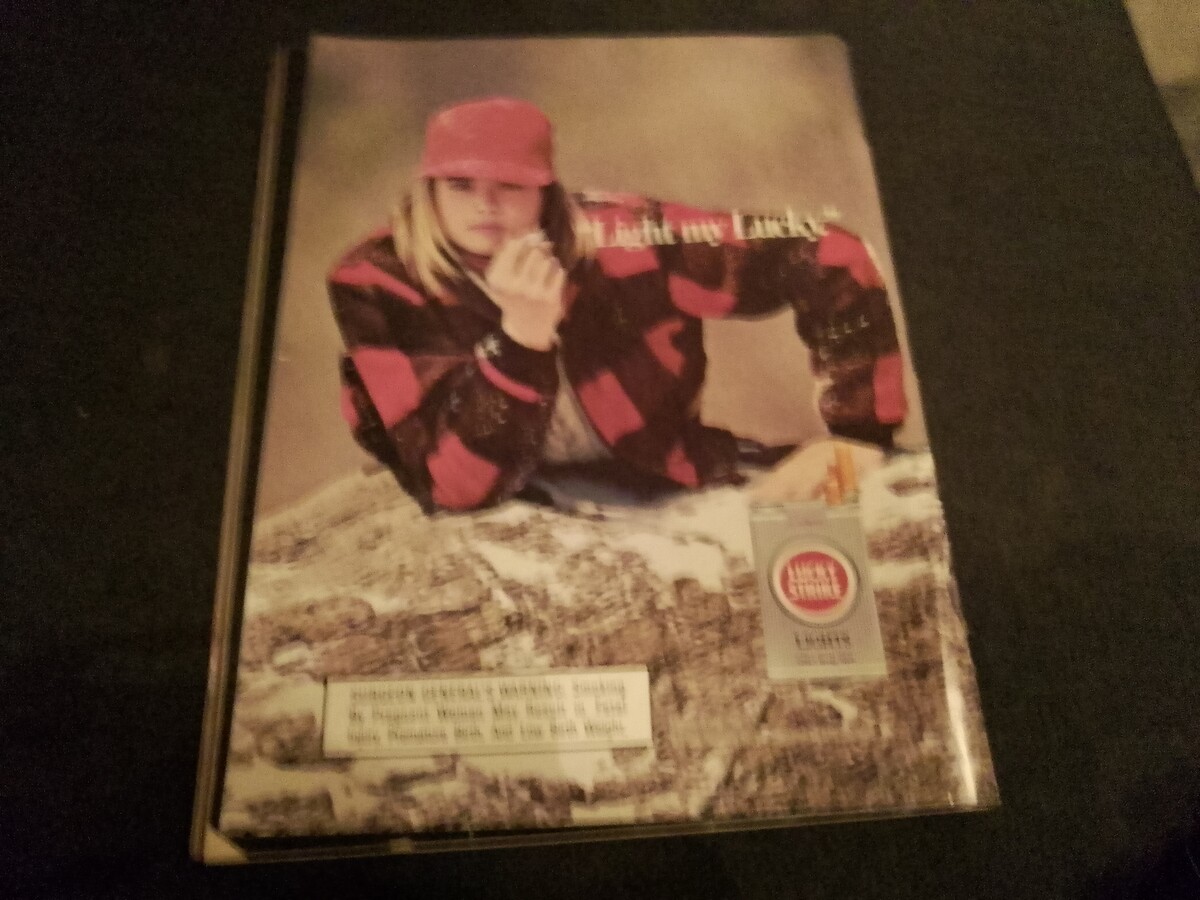 "Light my Lucky."
LUCKY
STRIKE
LIGHTS
SURGEON GENERAL'S WARNING: Smoking
By Pregnant Women May Result in Fetal
Injury, Premature Birth, And Low Birth Weight.